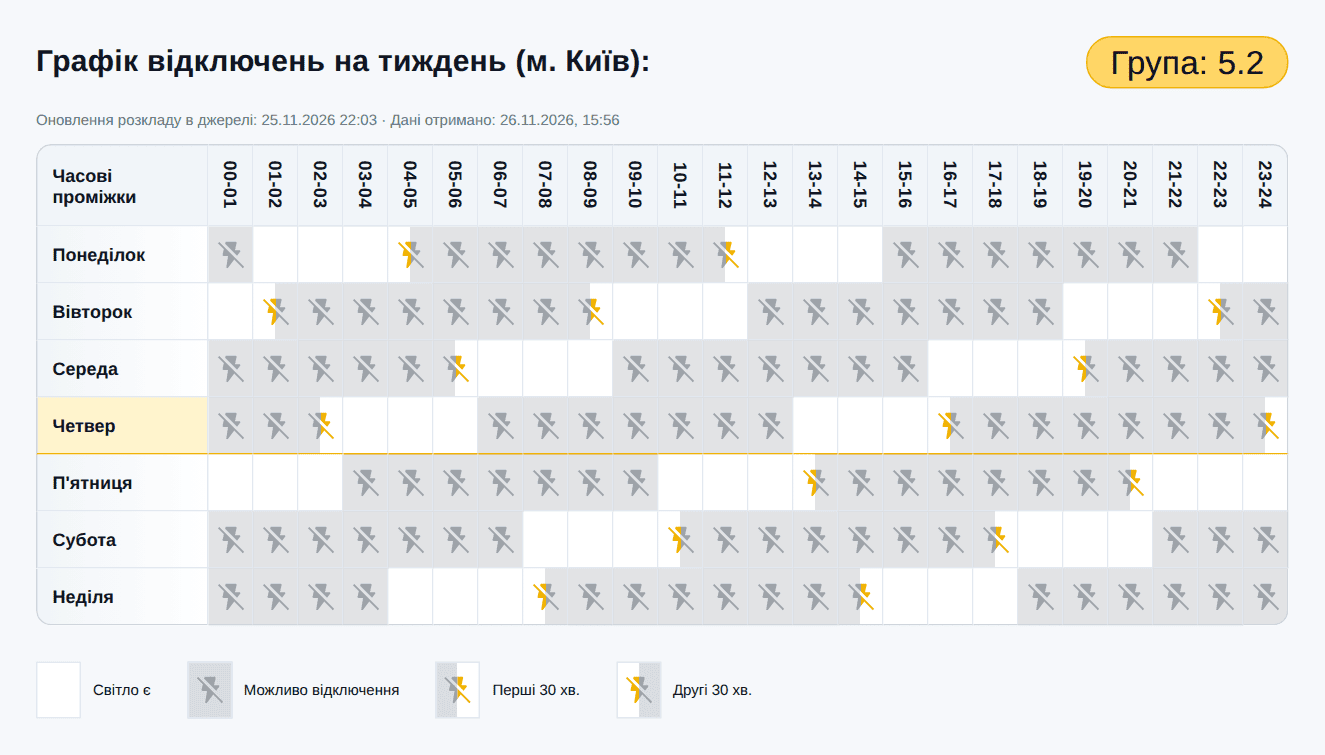 Графік відключень на тиждень (м. Київ):
Група: 5.2
Оновлення розкладу в джерелі: 25.11.2026 22:03 · Дані отримано: 26.11.2026, 15:56
Часові
проміжки
00-01
01-02
02-03
03-04
04-05
05-06
06-07
07-08
08-09
09-10
10-11
11-12
12-13
13-14
14-15
15-16
16-17
17-18
18-19
19-20
20-21
21-22
22-23
23-24
Понеділок
Вівторок
Середа
Четвер
П'ятниця
Субота
Неділя
Світло є
Можливо відключення
Перші 30 хв.
Другі 30 хв.